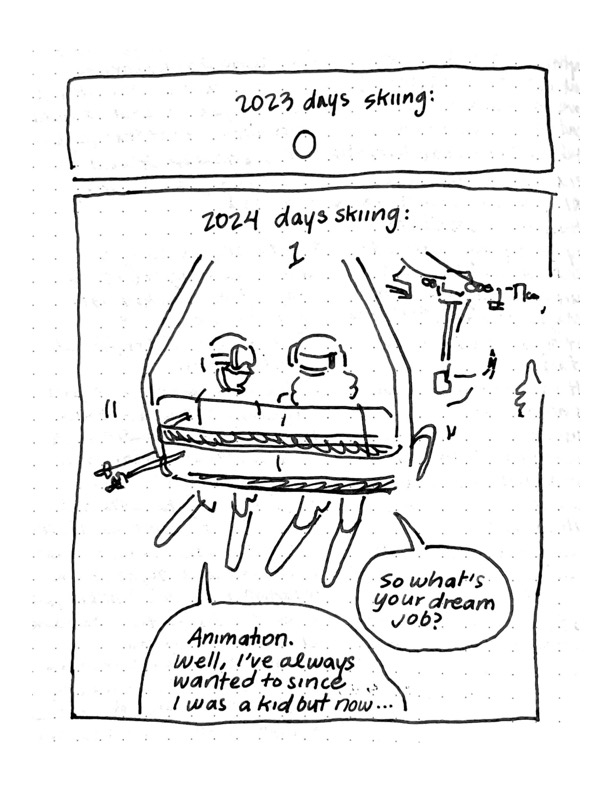 2023 days skiing:
0
2024 days skiing:
1
So what's
your dream
job?
Animation.
Well, I've always
wanted to since
I was a kid but now...